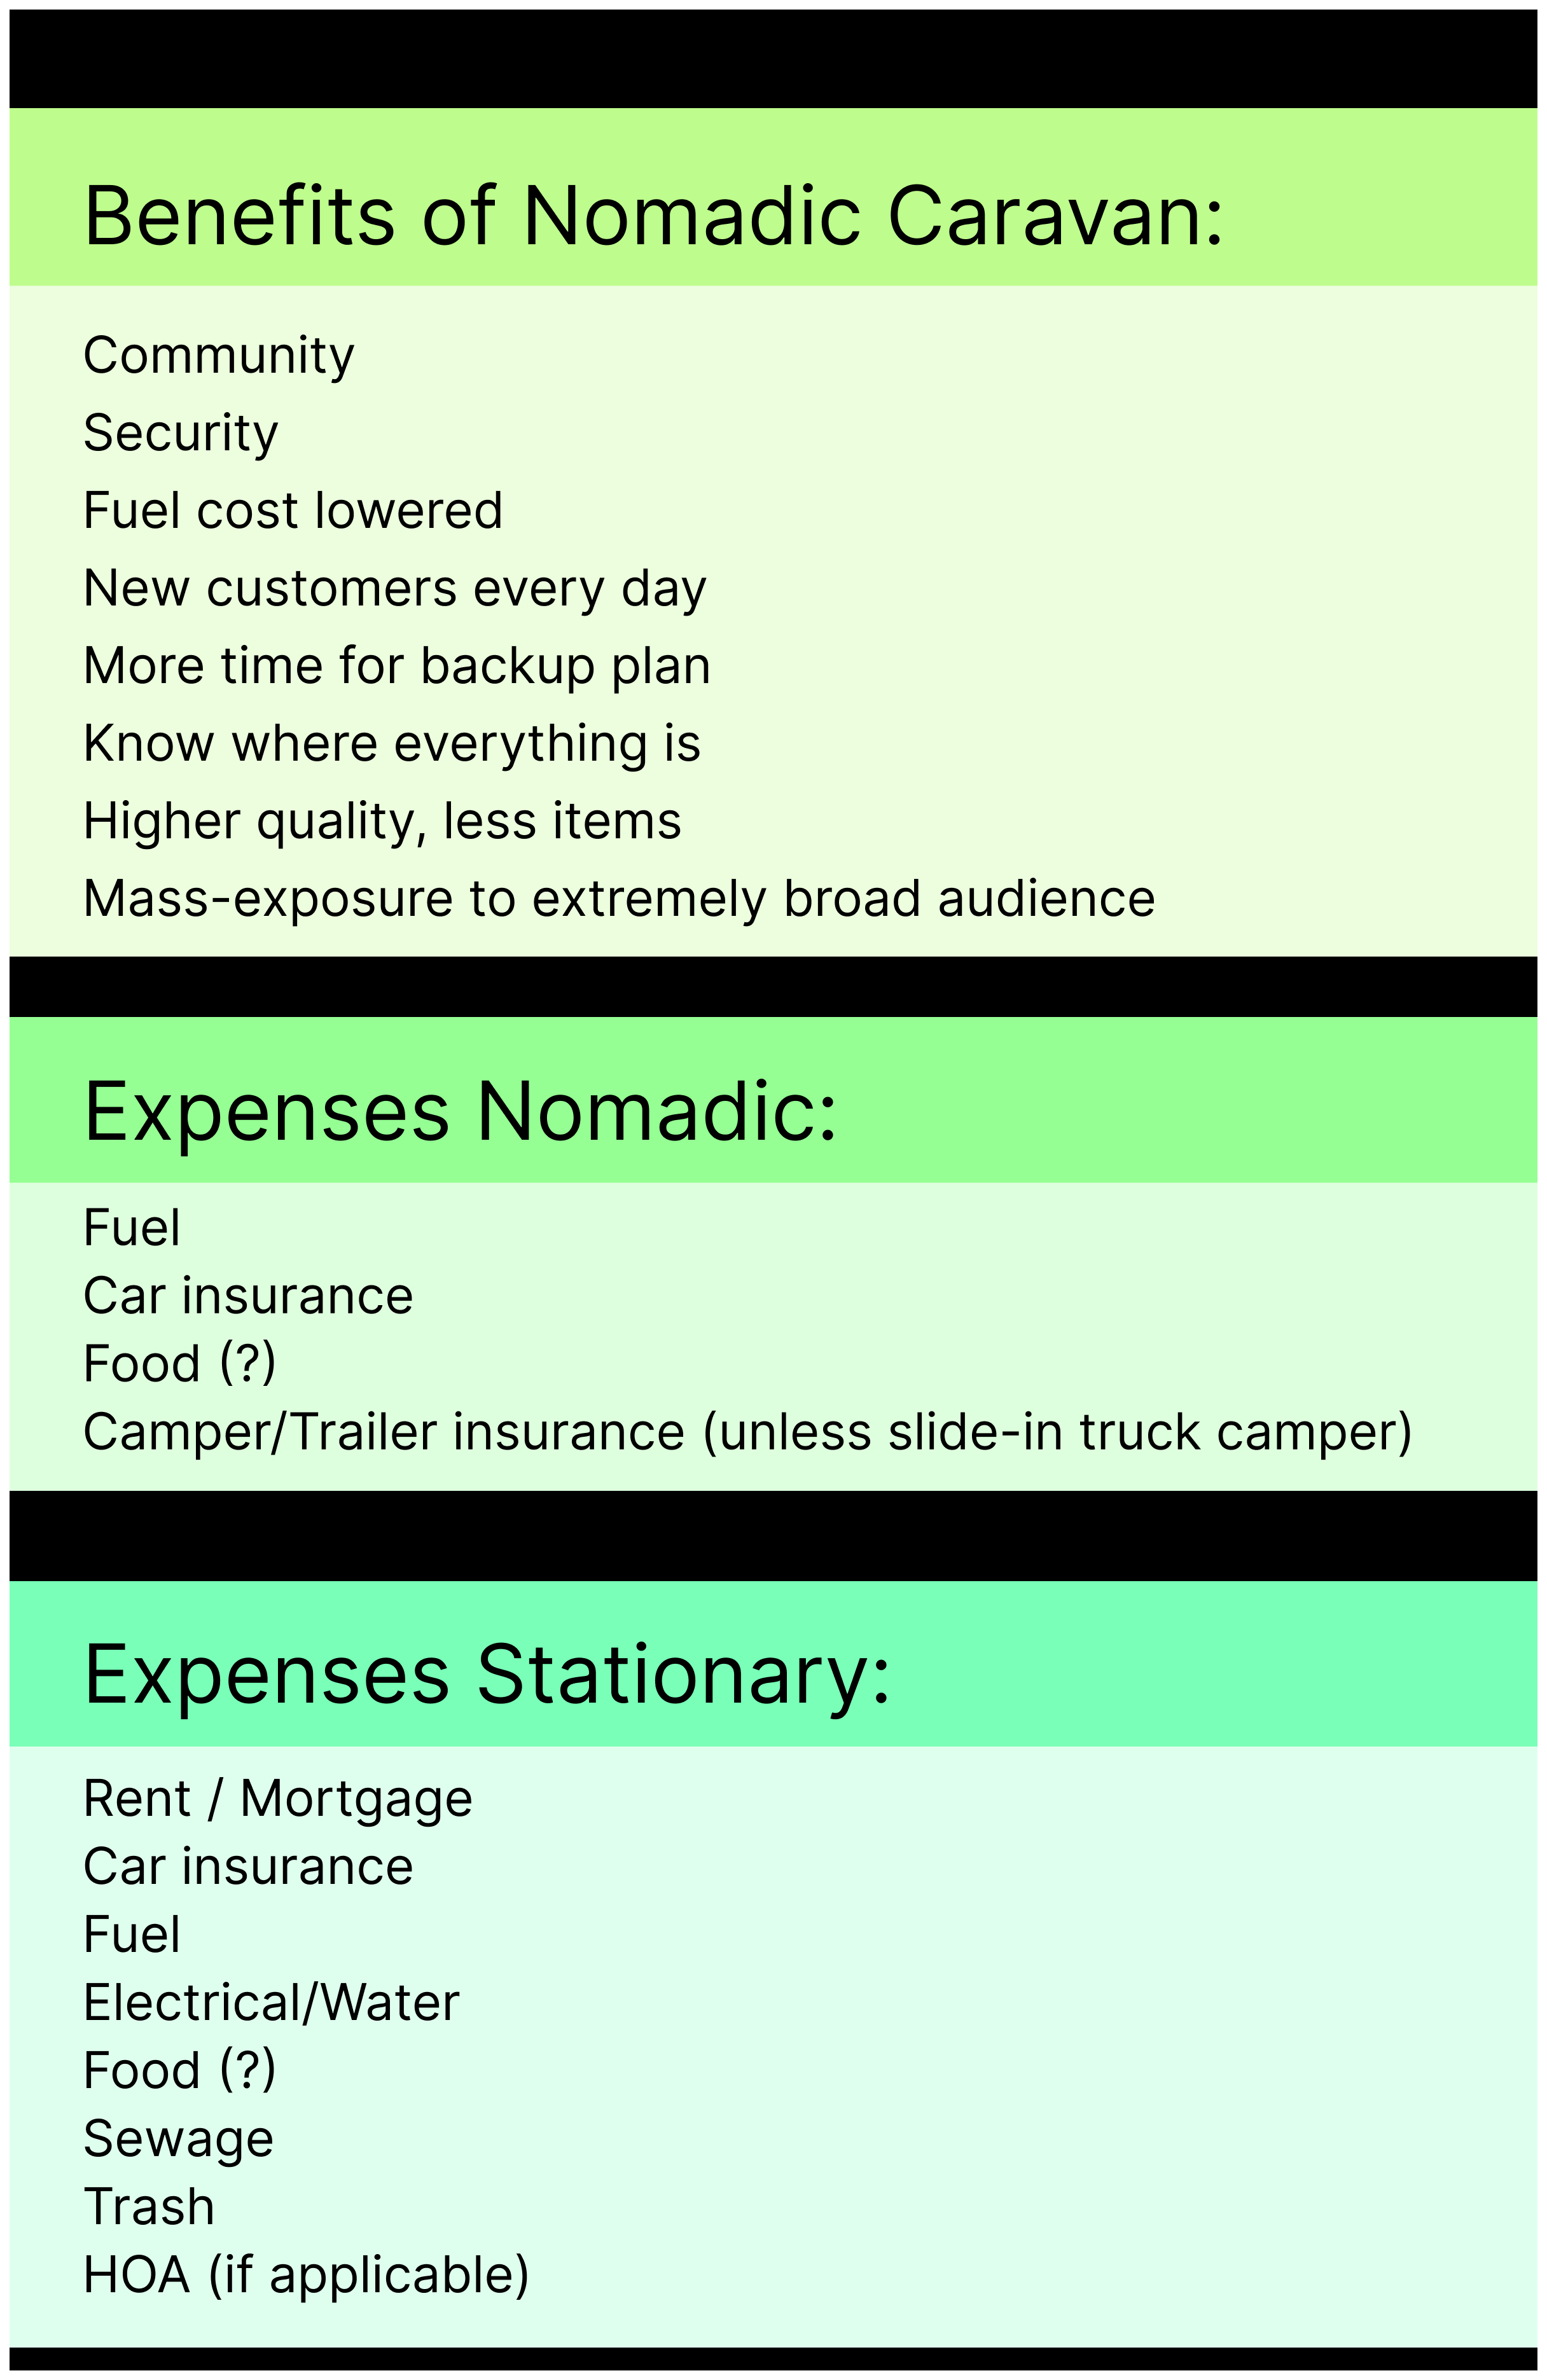 Benefits of Nomadic Caravan:
Community
Security
Fuel cost lowered
New customers every day
More time for backup plan
Know where everything is
Higher quality, less items
Mass-exposure to extremely broad audience
Expenses Nomadic:
Fuel
Car insurance
Food (?)
Camper/Trailer insurance (unless slide-in truck camper)
Expenses Stationary:
Rent / Mortgage
Car insurance
Fuel
Electrical/Water
Food (?)
Sewage
Trash
HOA (if applicable)